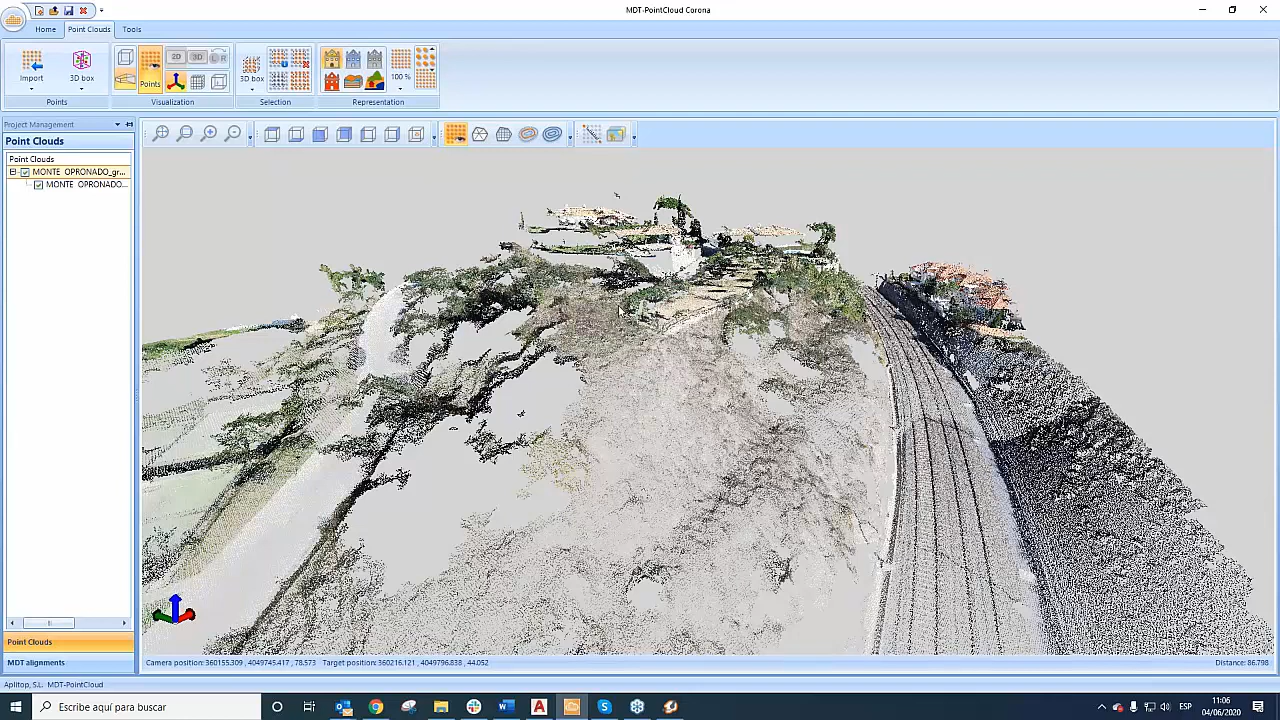 MDT-PointCloud Corona
Home
Point Clouds
Tools
Import
3D box
Points
Points
2D
3D
Visualization
3D box
Selection
100 %
Representation
Project Management
Point Clouds
Point Clouds
MONTE OPRONADO_gr...
MONTE OPRONADO...
Point Clouds
MDT alignments
Camera position: 360155.309 , 4049745.417 , 78.573 Target position: 360216.121 , 4049796.838 , 44.052
Distance: 86.798
Aplitop, S.L. MDT-PointCloud
Escribe aquí para buscar
ESP
11:06
04/06/2020